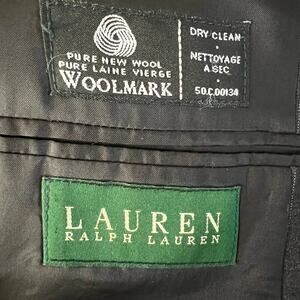 PURE NEW WOOL
PURE LAINE VIERGE
WOOLMARK
DRY CLEAN
NETTOYAGE
A SEC
50.C.00134
LAUREN
RALPH LAUREN